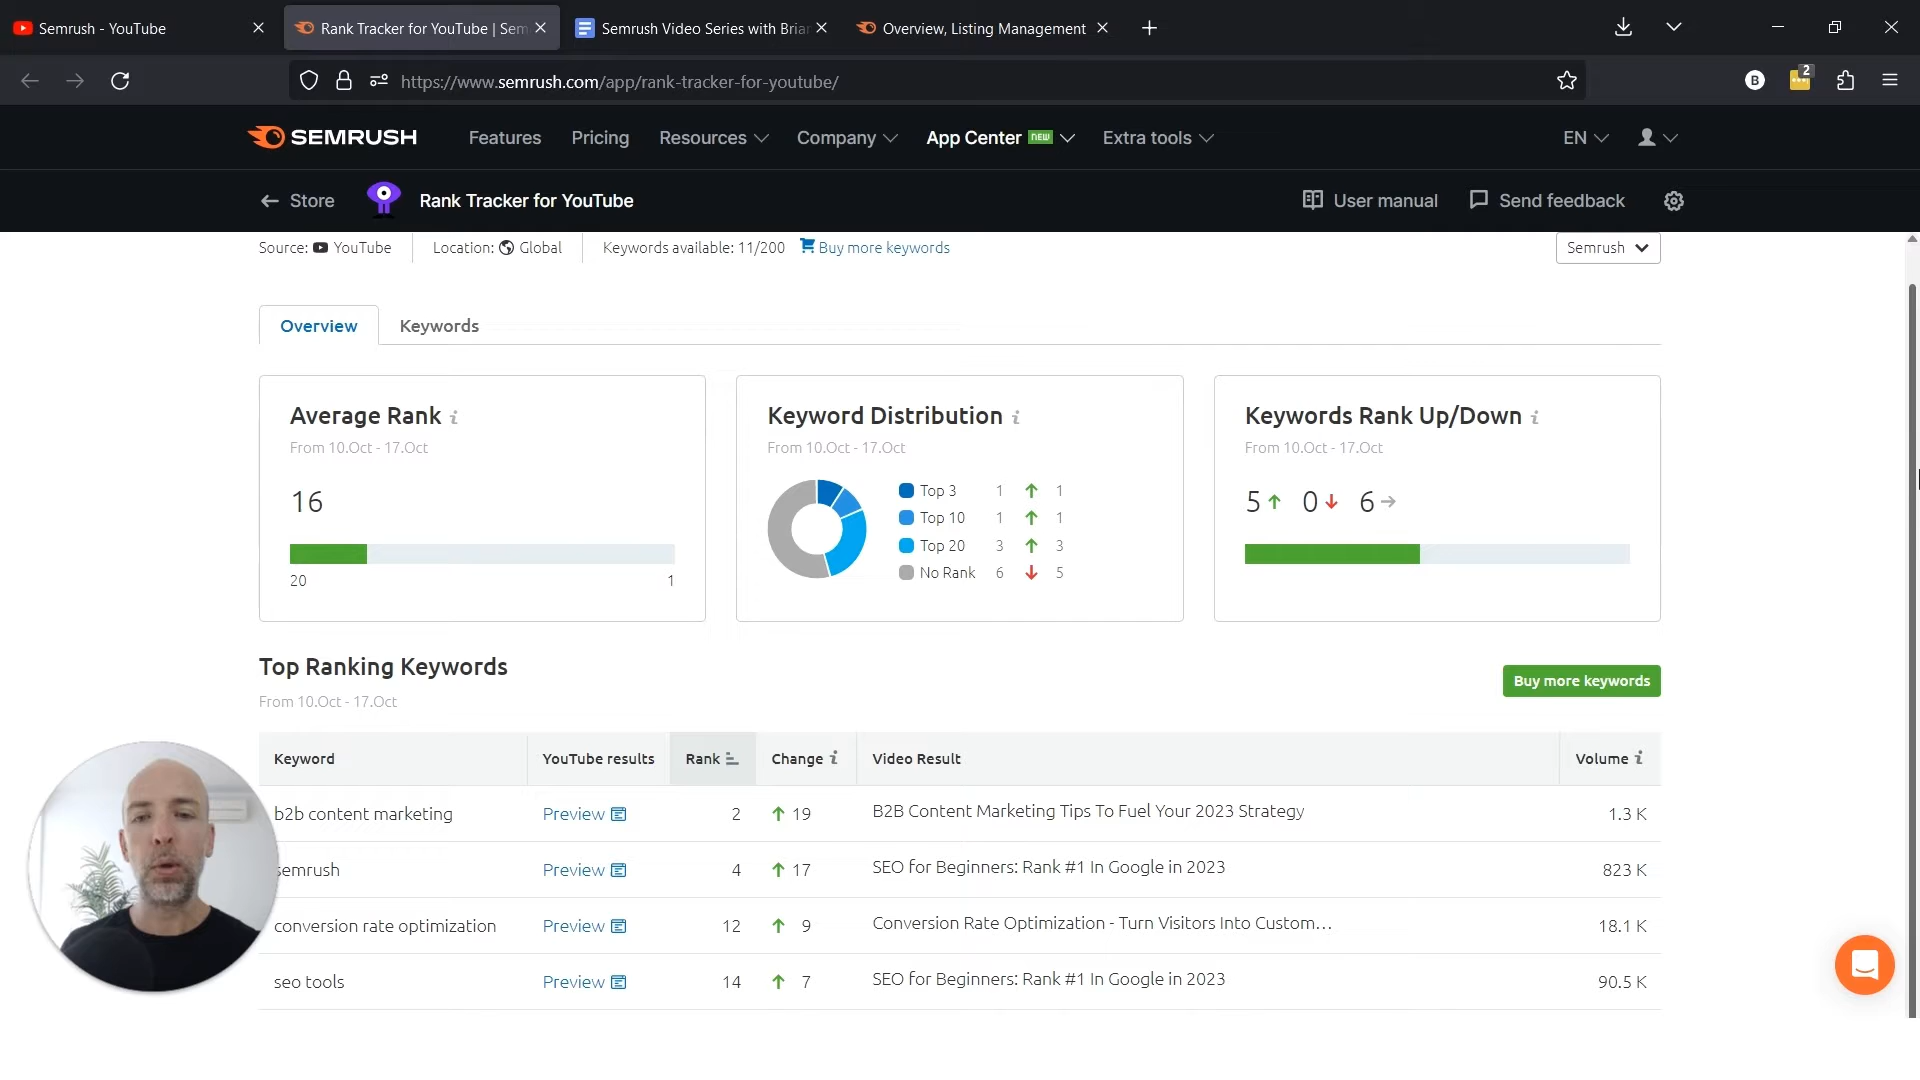 Semrush - YouTube
Rank Tracker for YouTube | Sem
Semrush Video Series with Brian
Overview, Listing Management
https://www.semrush.com/app/rank-tracker-for-youtube/
B
2
SEMRUSH
Features
Pricing
Resources
Company
App Center NEW
Extra tools
EN
Store
Rank Tracker for YouTube
User manual
Send feedback
Source: YouTube
Location: Global
Keywords available: 11/200
Buy more keywords
Semrush
Overview
Keywords
Average Rank i
From 10.Oct - 17.Oct
16
20 1
Keyword Distribution i
From 10.Oct - 17.Oct
Top 3 1 ↑ 1
Top 10 1 ↑ 1
Top 20 3 ↑ 3
No Rank 6 ↓ 5
Keywords Rank Up/Down i
From 10.Oct - 17.Oct
5 ↑ 0 ↓ 6 →
Top Ranking Keywords
From 10.Oct - 17.Oct
Buy more keywords
Keyword YouTube results Rank Change i Video Result Volume i
b2b content marketing Preview 2 ↑ 19 B2B Content Marketing Tips To Fuel Your 2023 Strategy 1.3 K
semrush Preview 4 ↑ 17 SEO for Beginners: Rank #1 In Google in 2023 823 K
conversion rate optimization Preview 12 ↑ 9 Conversion Rate Optimization - Turn Visitors Into Custom... 18.1 K
seo tools Preview 14 ↑ 7 SEO for Beginners: Rank #1 In Google in 2023 90.5 K